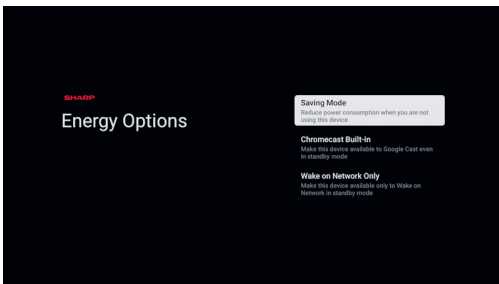 SHARP
Energy Options
Saving Mode
Reduce power consumption when you are not
using this device
Chromecast Built-in
Make this device available to Google Cast even
in standby mode
Wake on Network Only
Make this device available only to Wake on
Network in standby mode